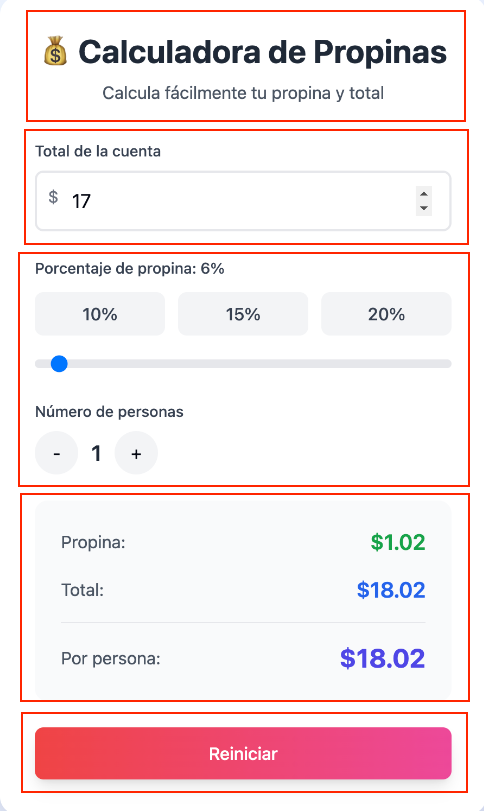 💰 Calculadora de Propinas
Calcula fácilmente tu propina y total
Total de la cuenta
$ 17
Porcentaje de propina: 6%
10% 15% 20%
Número de personas
- 1 +
Propina: $1.02
Total: $18.02
Por persona: $18.02
Reiniciar